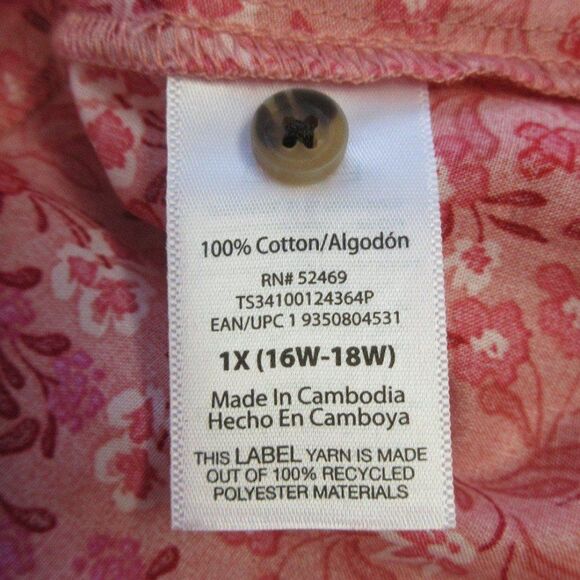 100% Cotton/Algodón
RN# 52469
TS34100124364P
EAN/UPC 1 9350804531
1X (16W-18W)
Made In Cambodia
Hecho En Camboya
THIS LABEL YARN IS MADE
OUT OF 100% RECYCLED
POLYESTER MATERIALS